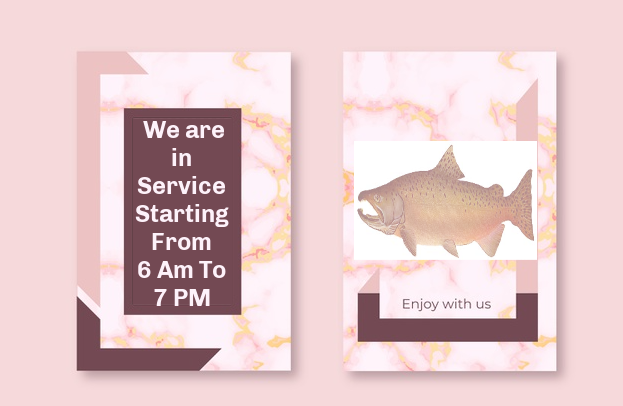 We are
in
Service
Starting
From
6 Am To
7 PM
Enjoy with us